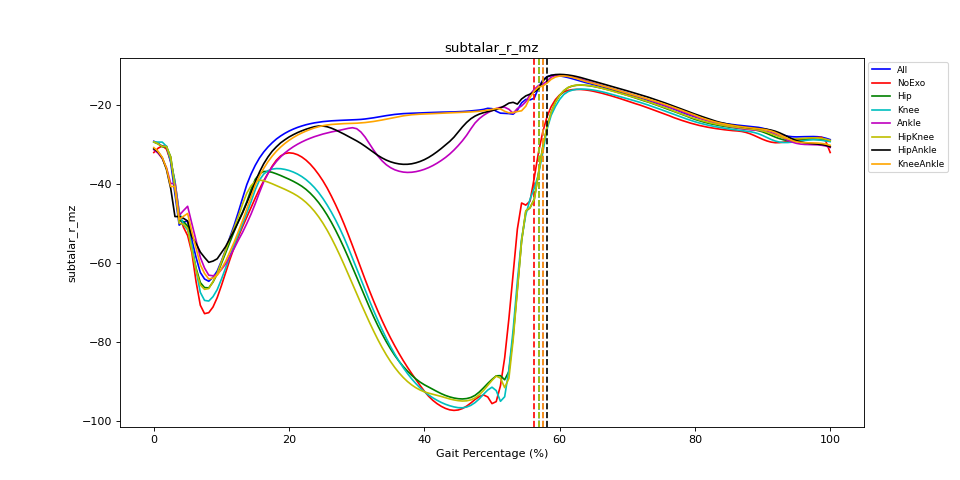 subtalar_r_mz
subtalar_r_mz
−20
−40
−60
−80
−100
0
20
40
60
80
100
Gait Percentage (%)
All
NoExo
Hip
Knee
Ankle
HipKnee
HipAnkle
KneeAnkle